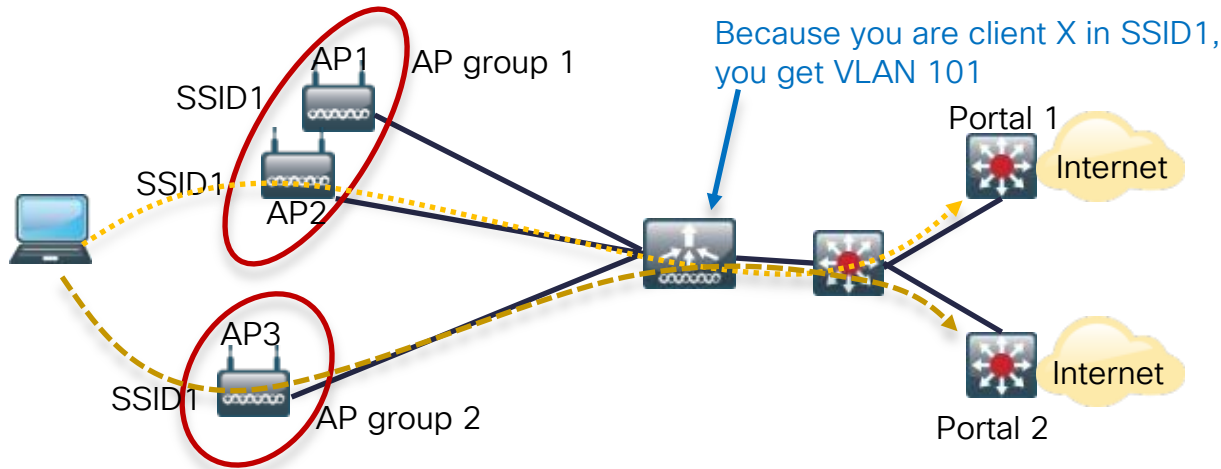 Because you are client X in SSID1,
you get VLAN 101
AP1
AP group 1
SSID1
Portal 1
Internet
SSID1
AP2
AP3
SSID1
AP group 2
Internet
Portal 2